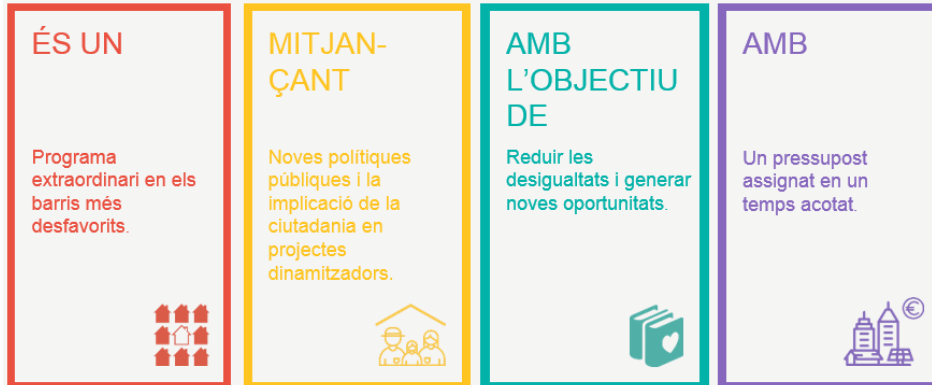 ÉS UN
Programa
extraordinari en els
barris més
desfavorits.
MITJAN-
ÇANT
Noves polítiques
públiques i la
implicació de la
ciutadania en
projectes
dinamitzadors.
AMB
L'OBJECTIU
DE
Reduir les
desigualtats i generar
noves oportunitats.
AMB
Un pressupost
assignat en un
temps acotat.
€